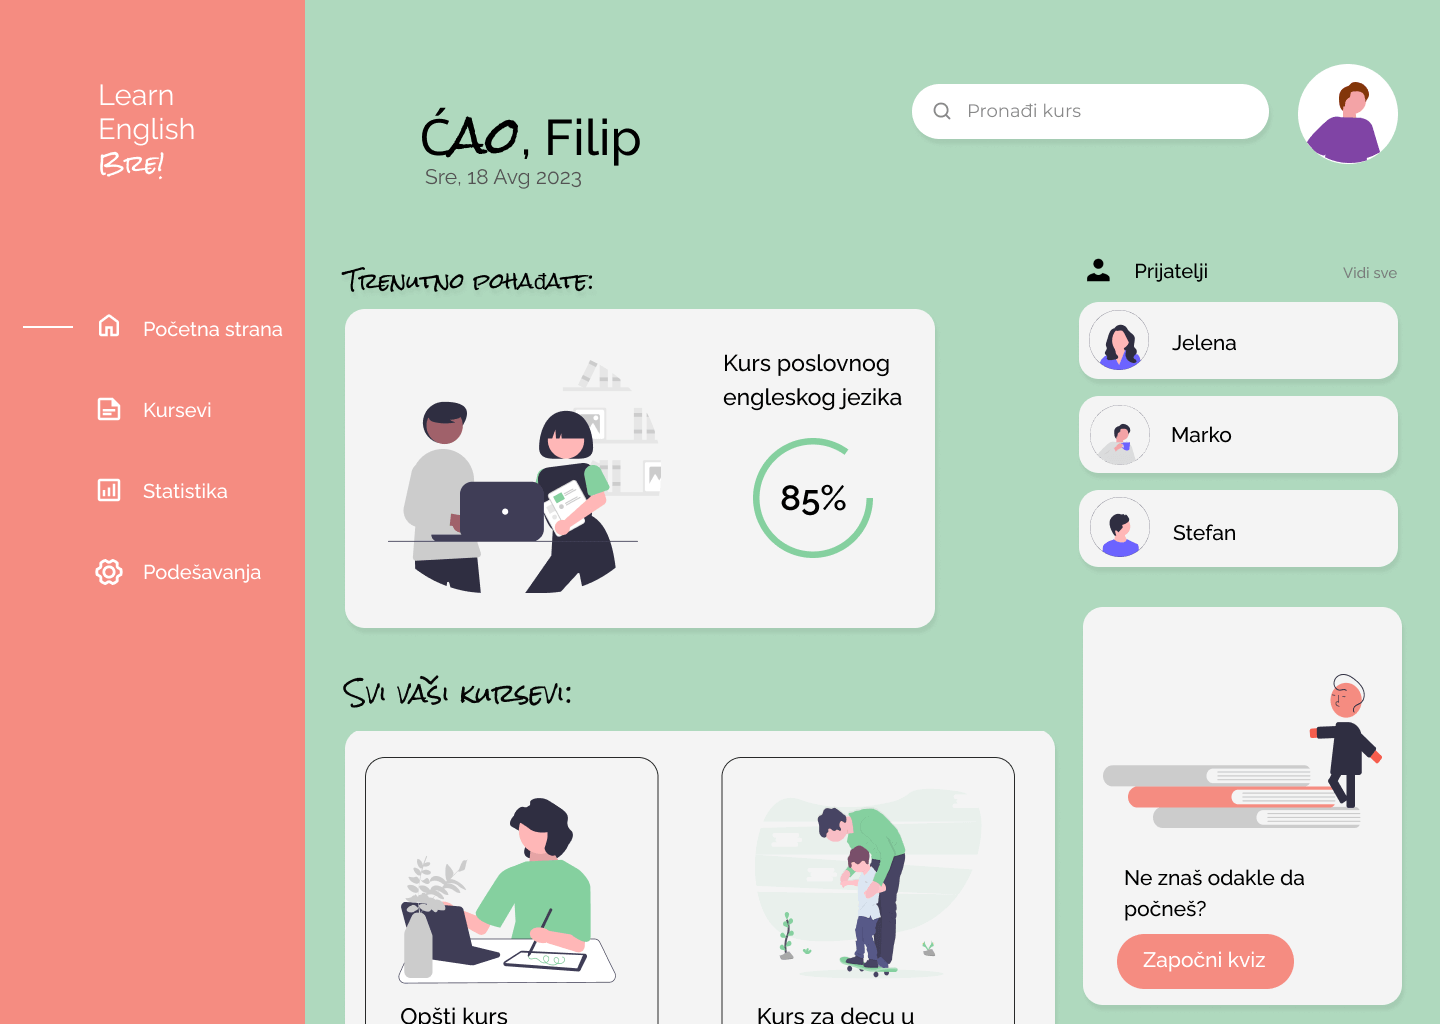 Learn
English
Bre!
Početna strana
Kursevi
Statistika
Podešavanja
Ćao, Filip
Sre, 18 Avg 2023
Pronađi kurs
Trenutno pohađate:
Kurs poslovnog
engleskog jezika
85%
Svi vaši kursevi:
Opšti kurs
Kurs za decu u
Prijatelji
Vidi sve
Jelena
Marko
Stefan
Ne znaš odakle da
počneš?
Započni kviz